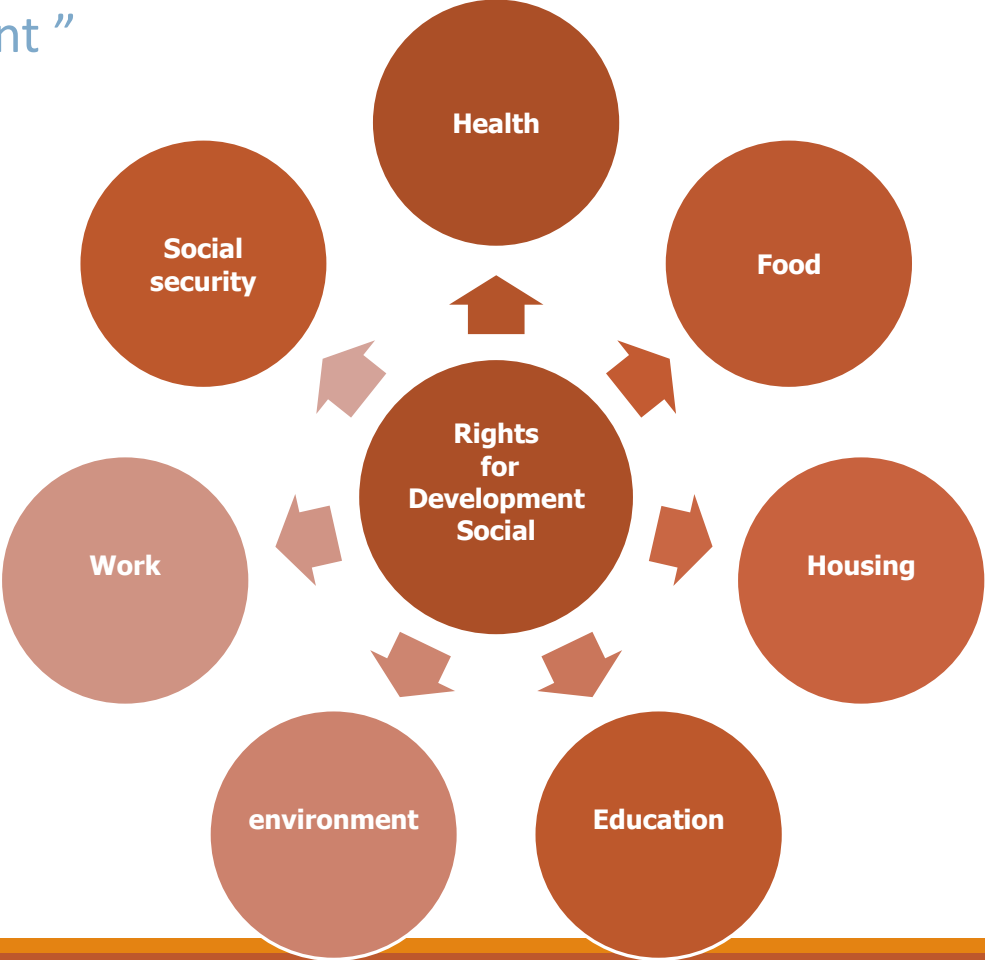 nt ”
Health
Social
security
Food
Rights
for
Development
Social
Work
Housing
environment
Education